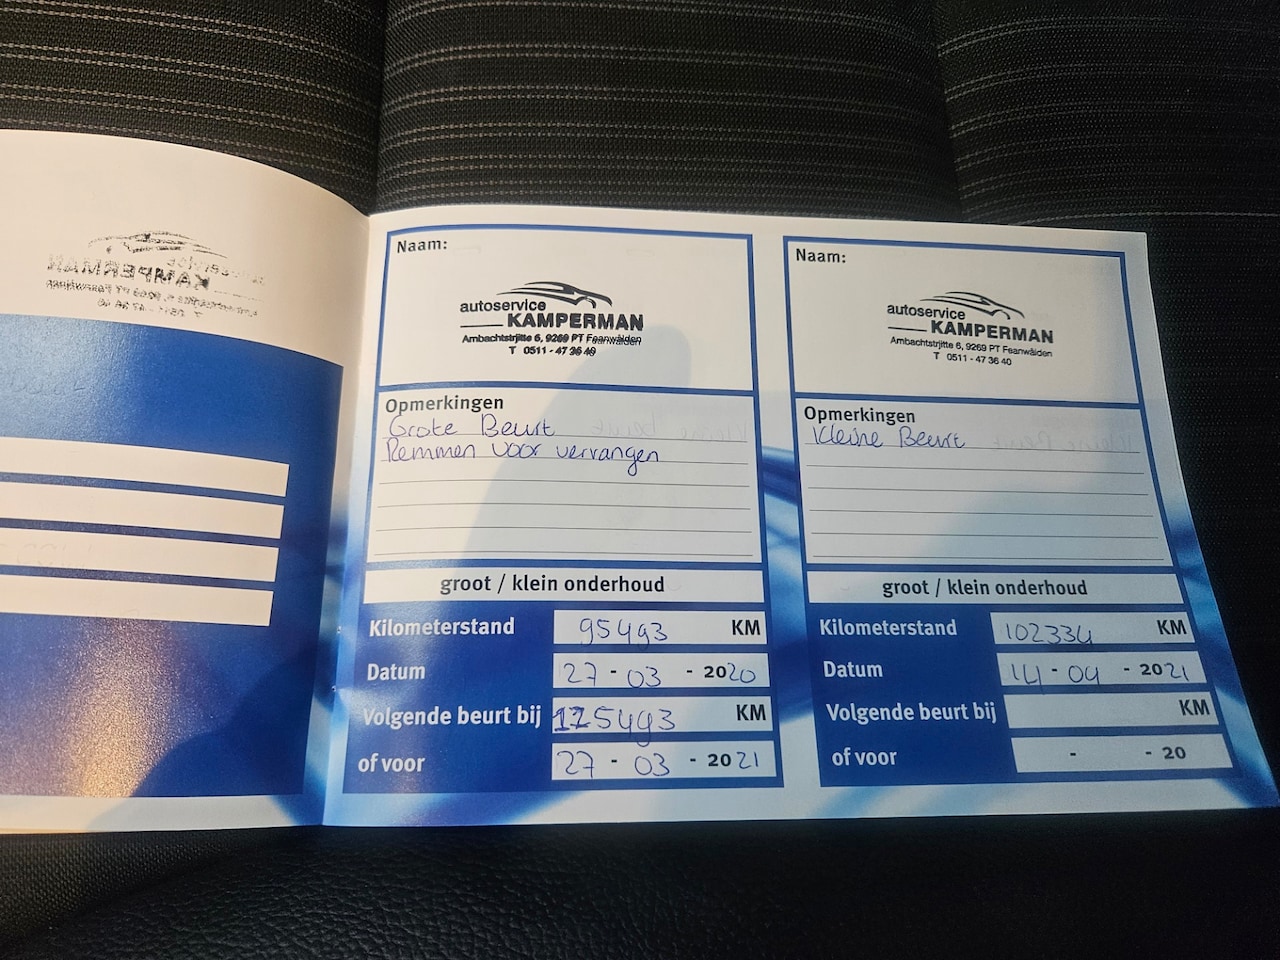 Naam:
autoservice
KAMPERMAN
Ambachtstrjitte 6, 9269 PT Feanwâlden
T 0511 - 47 36 40
Opmerkingen
Grote Beurt
Remmen voor vervangen
groot / klein onderhoud
Kilometerstand 95493 KM
Datum 27 - 03 - 2020
Volgende beurt bij 125493 KM
of voor 27 - 03 - 2021
Naam:
autoservice
KAMPERMAN
Ambachtstrjitte 6, 9269 PT Feanwâlden
T 0511 - 47 36 40
Opmerkingen
Kleine Beurt
groot / klein onderhoud
Kilometerstand 102334 KM
Datum 14 - 04 - 2021
Volgende beurt bij KM
of voor - - 20